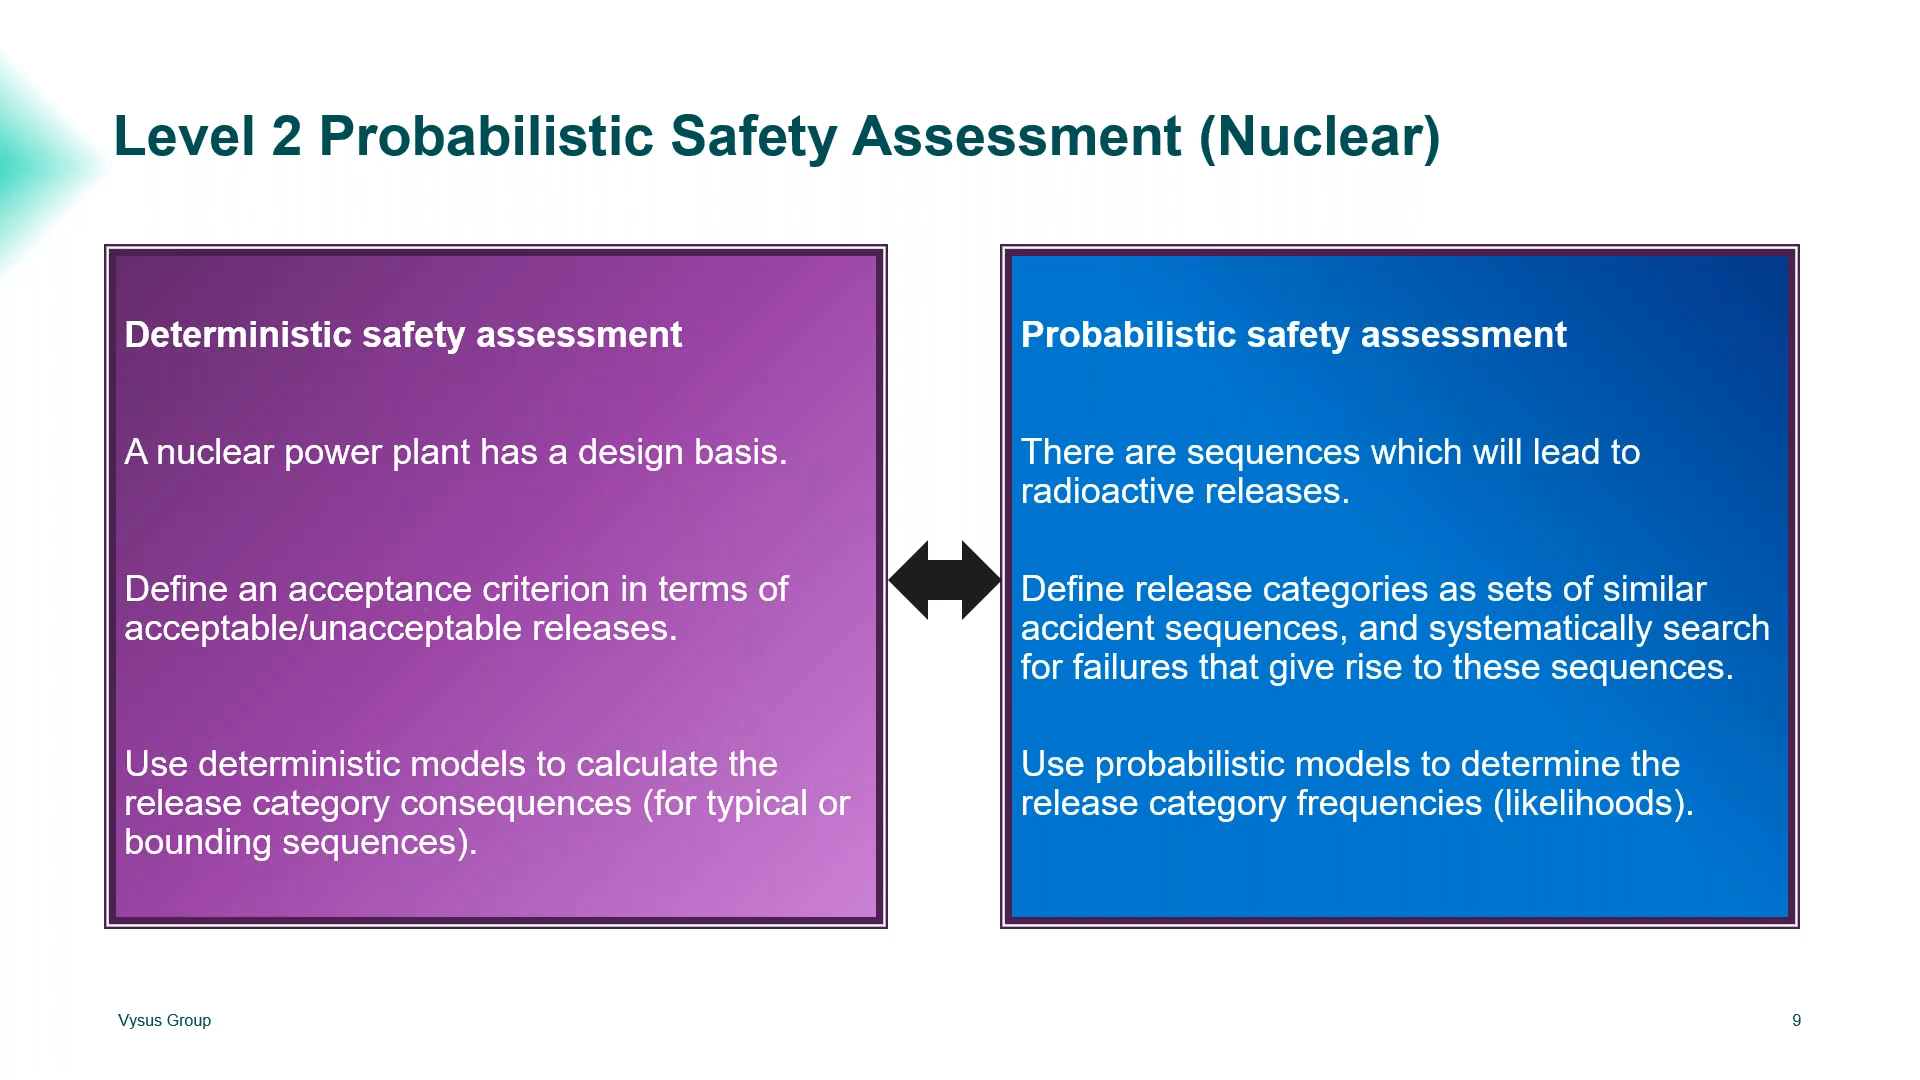 Level 2 Probabilistic Safety Assessment (Nuclear)
Deterministic safety assessment
A nuclear power plant has a design basis.
Define an acceptance criterion in terms of
acceptable/unacceptable releases.
Use deterministic models to calculate the
release category consequences (for typical or
bounding sequences).
Probabilistic safety assessment
There are sequences which will lead to
radioactive releases.
Define release categories as sets of similar
accident sequences, and systematically search
for failures that give rise to these sequences.
Use probabilistic models to determine the
release category frequencies (likelihoods).
Vysus Group
9